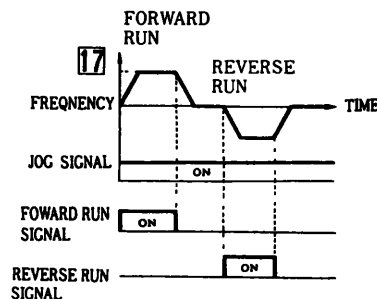 FORWARD
RUN
17
REVERSE
RUN
FREQNENCY
TIME
JOG SIGNAL
ON
FOWARD RUN
SIGNAL
ON
REVERSE RUN
SIGNAL
ON